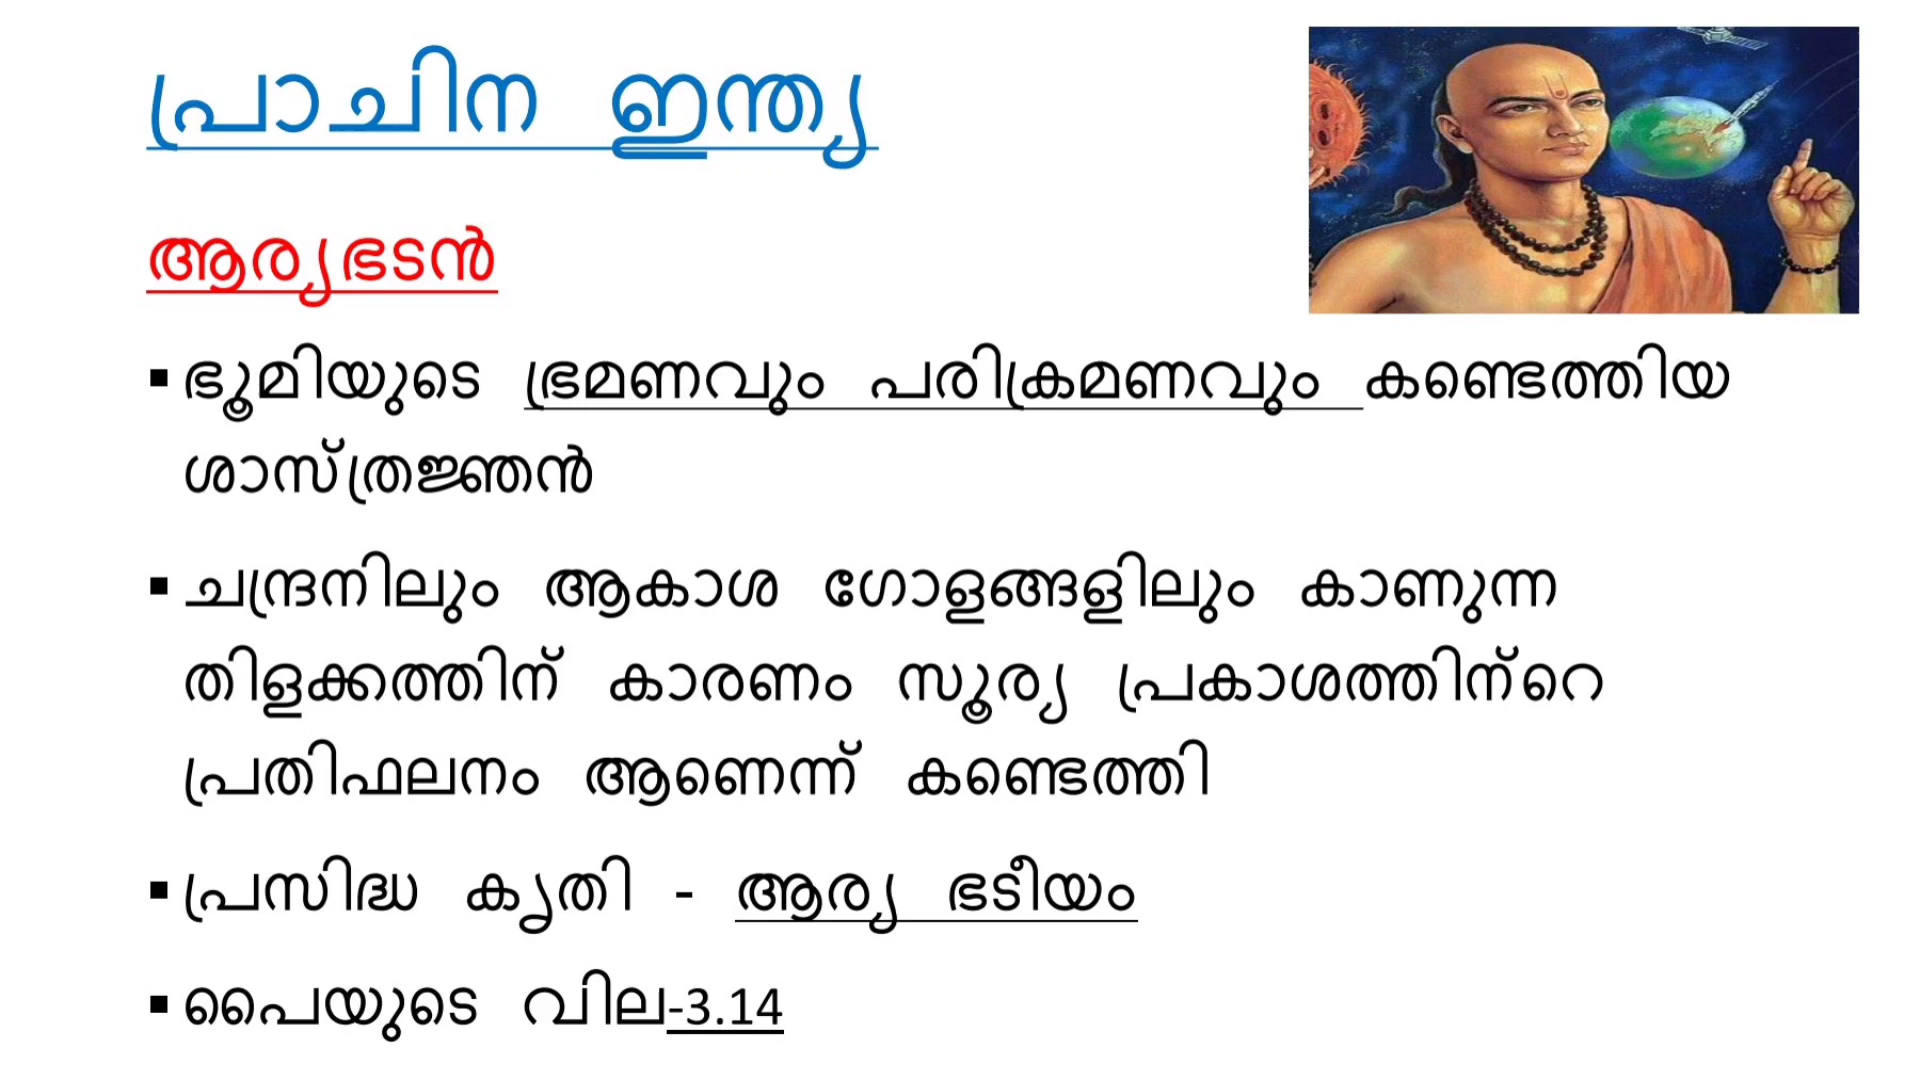 പ്രാചിന ഇന്ത്യ
ആര്യഭടൻ
▪ഭൂമിയുടെ ഭ്രമണവും പരിക്രമണവും കണ്ടെത്തിയ
ശാസ്ത്രജ്ഞൻ
▪ചന്ദ്രനിലും ആകാശ ഗോളങ്ങളിലും കാണുന്ന
തിളക്കത്തിന് കാരണം സൂര്യ പ്രകാശത്തിന്റെ
പ്രതിഫലനം ആണെന്ന് കണ്ടെത്തി
▪പ്രസിദ്ധ കൃതി - ആര്യ ഭടീയം
▪പൈയുടെ വില-3.14